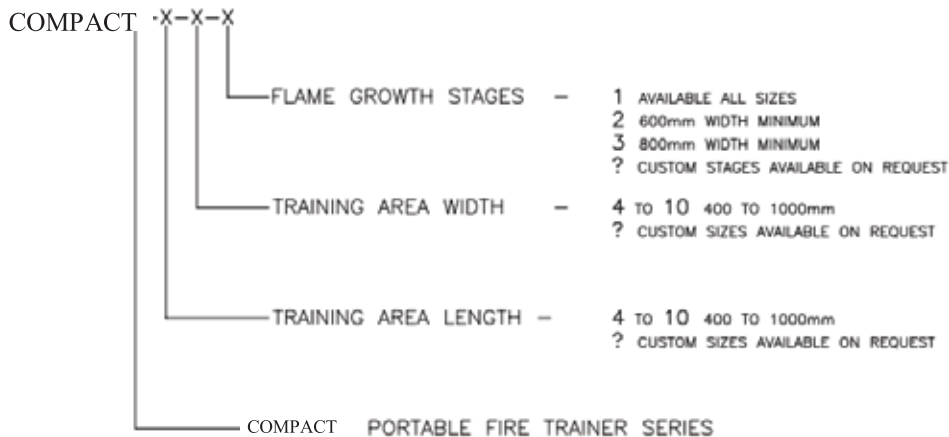 COMPACT -X-X-X
FLAME GROWTH STAGES - 1 AVAILABLE ALL SIZES
2 600mm WIDTH MINIMUM
3 800mm WIDTH MINIMUM
? CUSTOM STAGES AVAILABLE ON REQUEST
TRAINING AREA WIDTH - 4 TO 10 400 TO 1000mm
? CUSTOM SIZES AVAILABLE ON REQUEST
TRAINING AREA LENGTH - 4 TO 10 400 TO 1000mm
? CUSTOM SIZES AVAILABLE ON REQUEST
COMPACT PORTABLE FIRE TRAINER SERIES